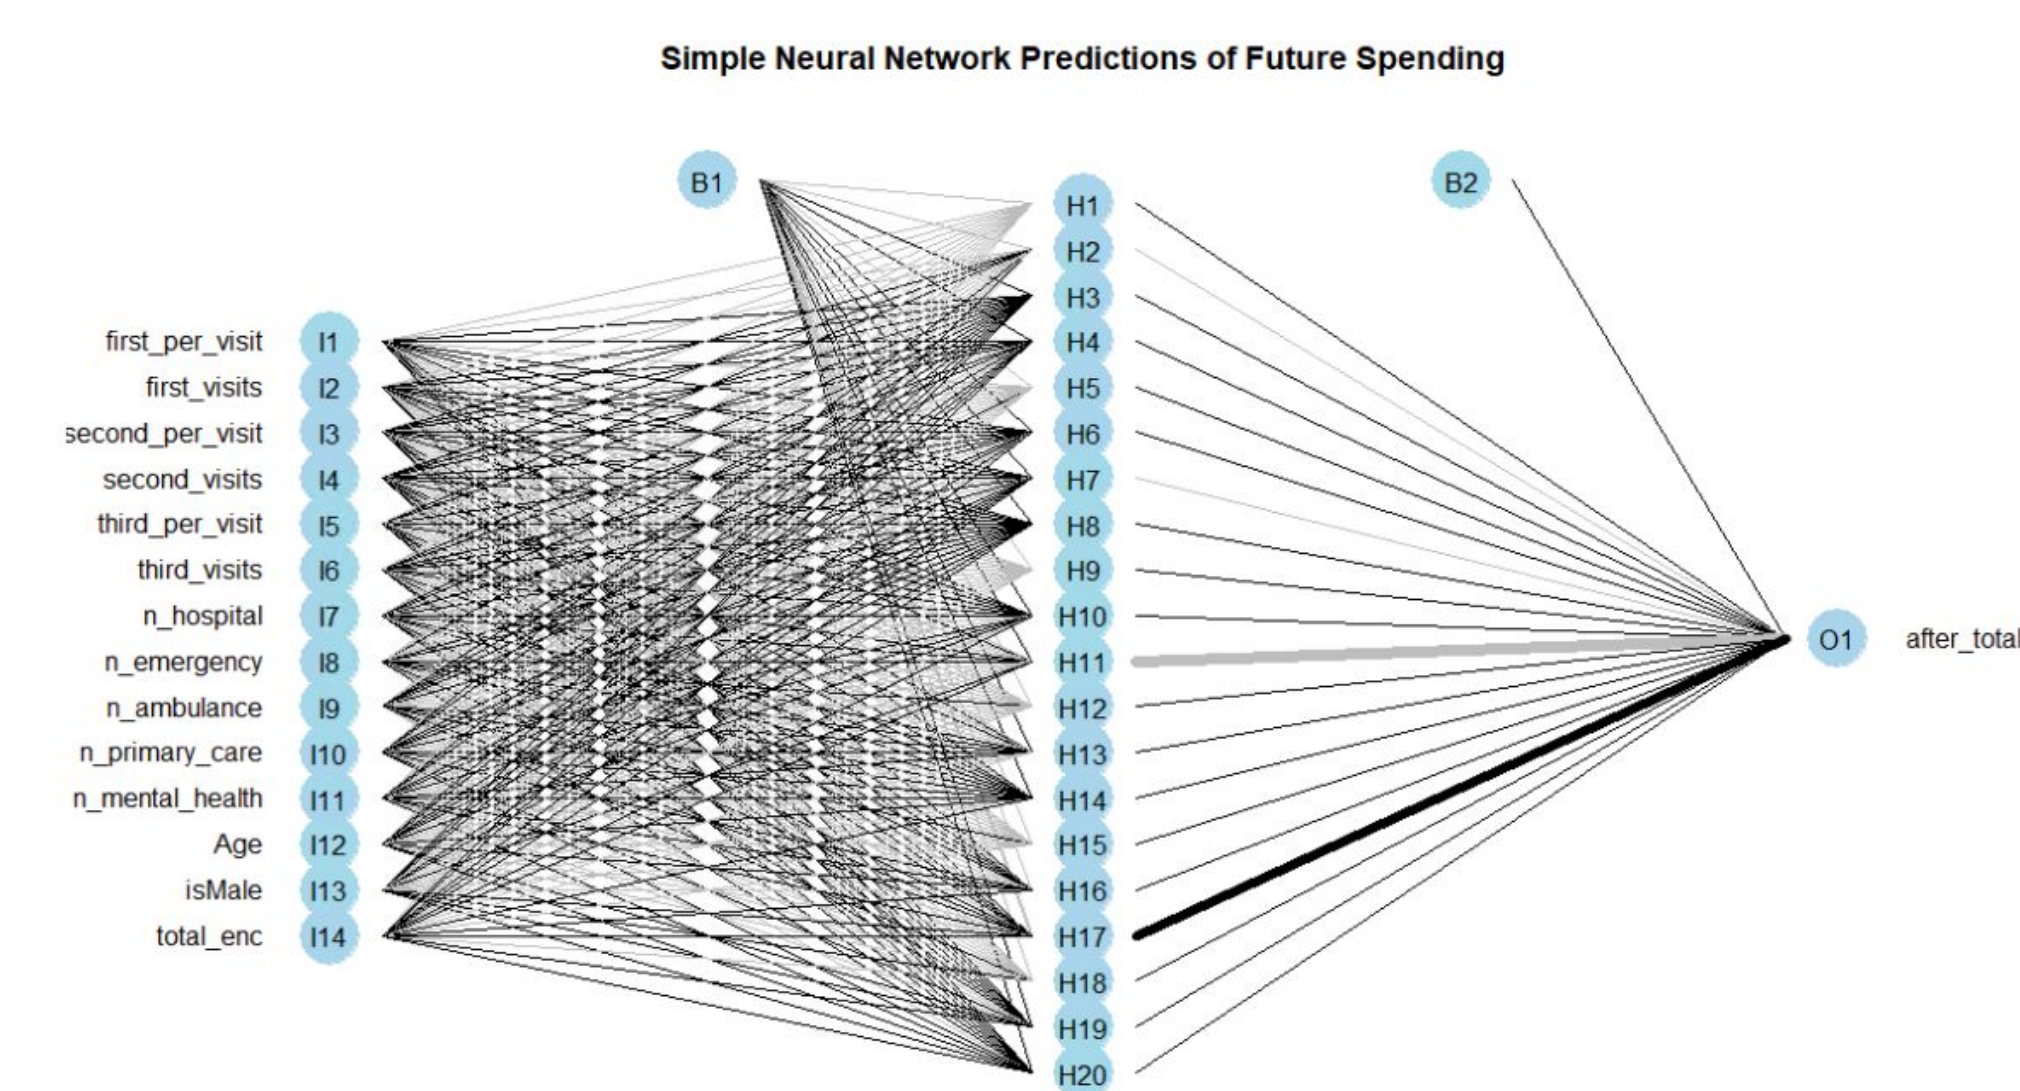 Simple Neural Network Predictions of Future Spending
B1
B2
H1
H2
H3
first_per_visit I1 H4
first_visits I2 H5
second_per_visit I3 H6
second_visits I4 H7
third_per_visit I5 H8
third_visits I6 H9
n_hospital I7 H10
O1 after_total
n_emergency I8 H11
n_ambulance I9 H12
n_primary_care I10 H13
n_mental_health I11 H14
Age I12 H15
isMale I13 H16
total_enc I14 H17
H18
H19
H20